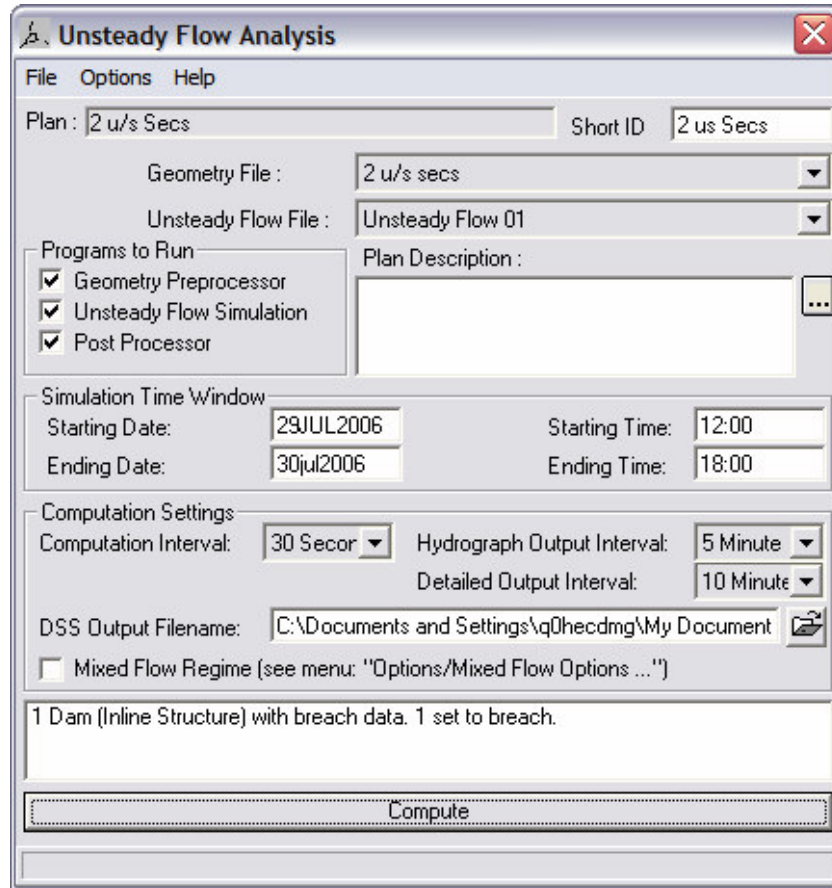 Unsteady Flow Analysis
File Options Help
Plan : 2 u/s Secs Short ID 2 us Secs
Geometry File : 2 u/s secs
Unsteady Flow File : Unsteady Flow 01
Programs to Run
Geometry Preprocessor
Unsteady Flow Simulation
Post Processor
Plan Description :
...
Simulation Time Window
Starting Date: 29JUL2006 Starting Time: 12:00
Ending Date: 30jul2006 Ending Time: 18:00
Computation Settings
Computation Interval: 30 Secor Hydrograph Output Interval: 5 Minute
Detailed Output Interval: 10 Minute
DSS Output Filename: C:\Documents and Settings\q0hecdmg\My Document
Mixed Flow Regime (see menu: "Options/Mixed Flow Options ...")
1 Dam (Inline Structure) with breach data. 1 set to breach.
Compute